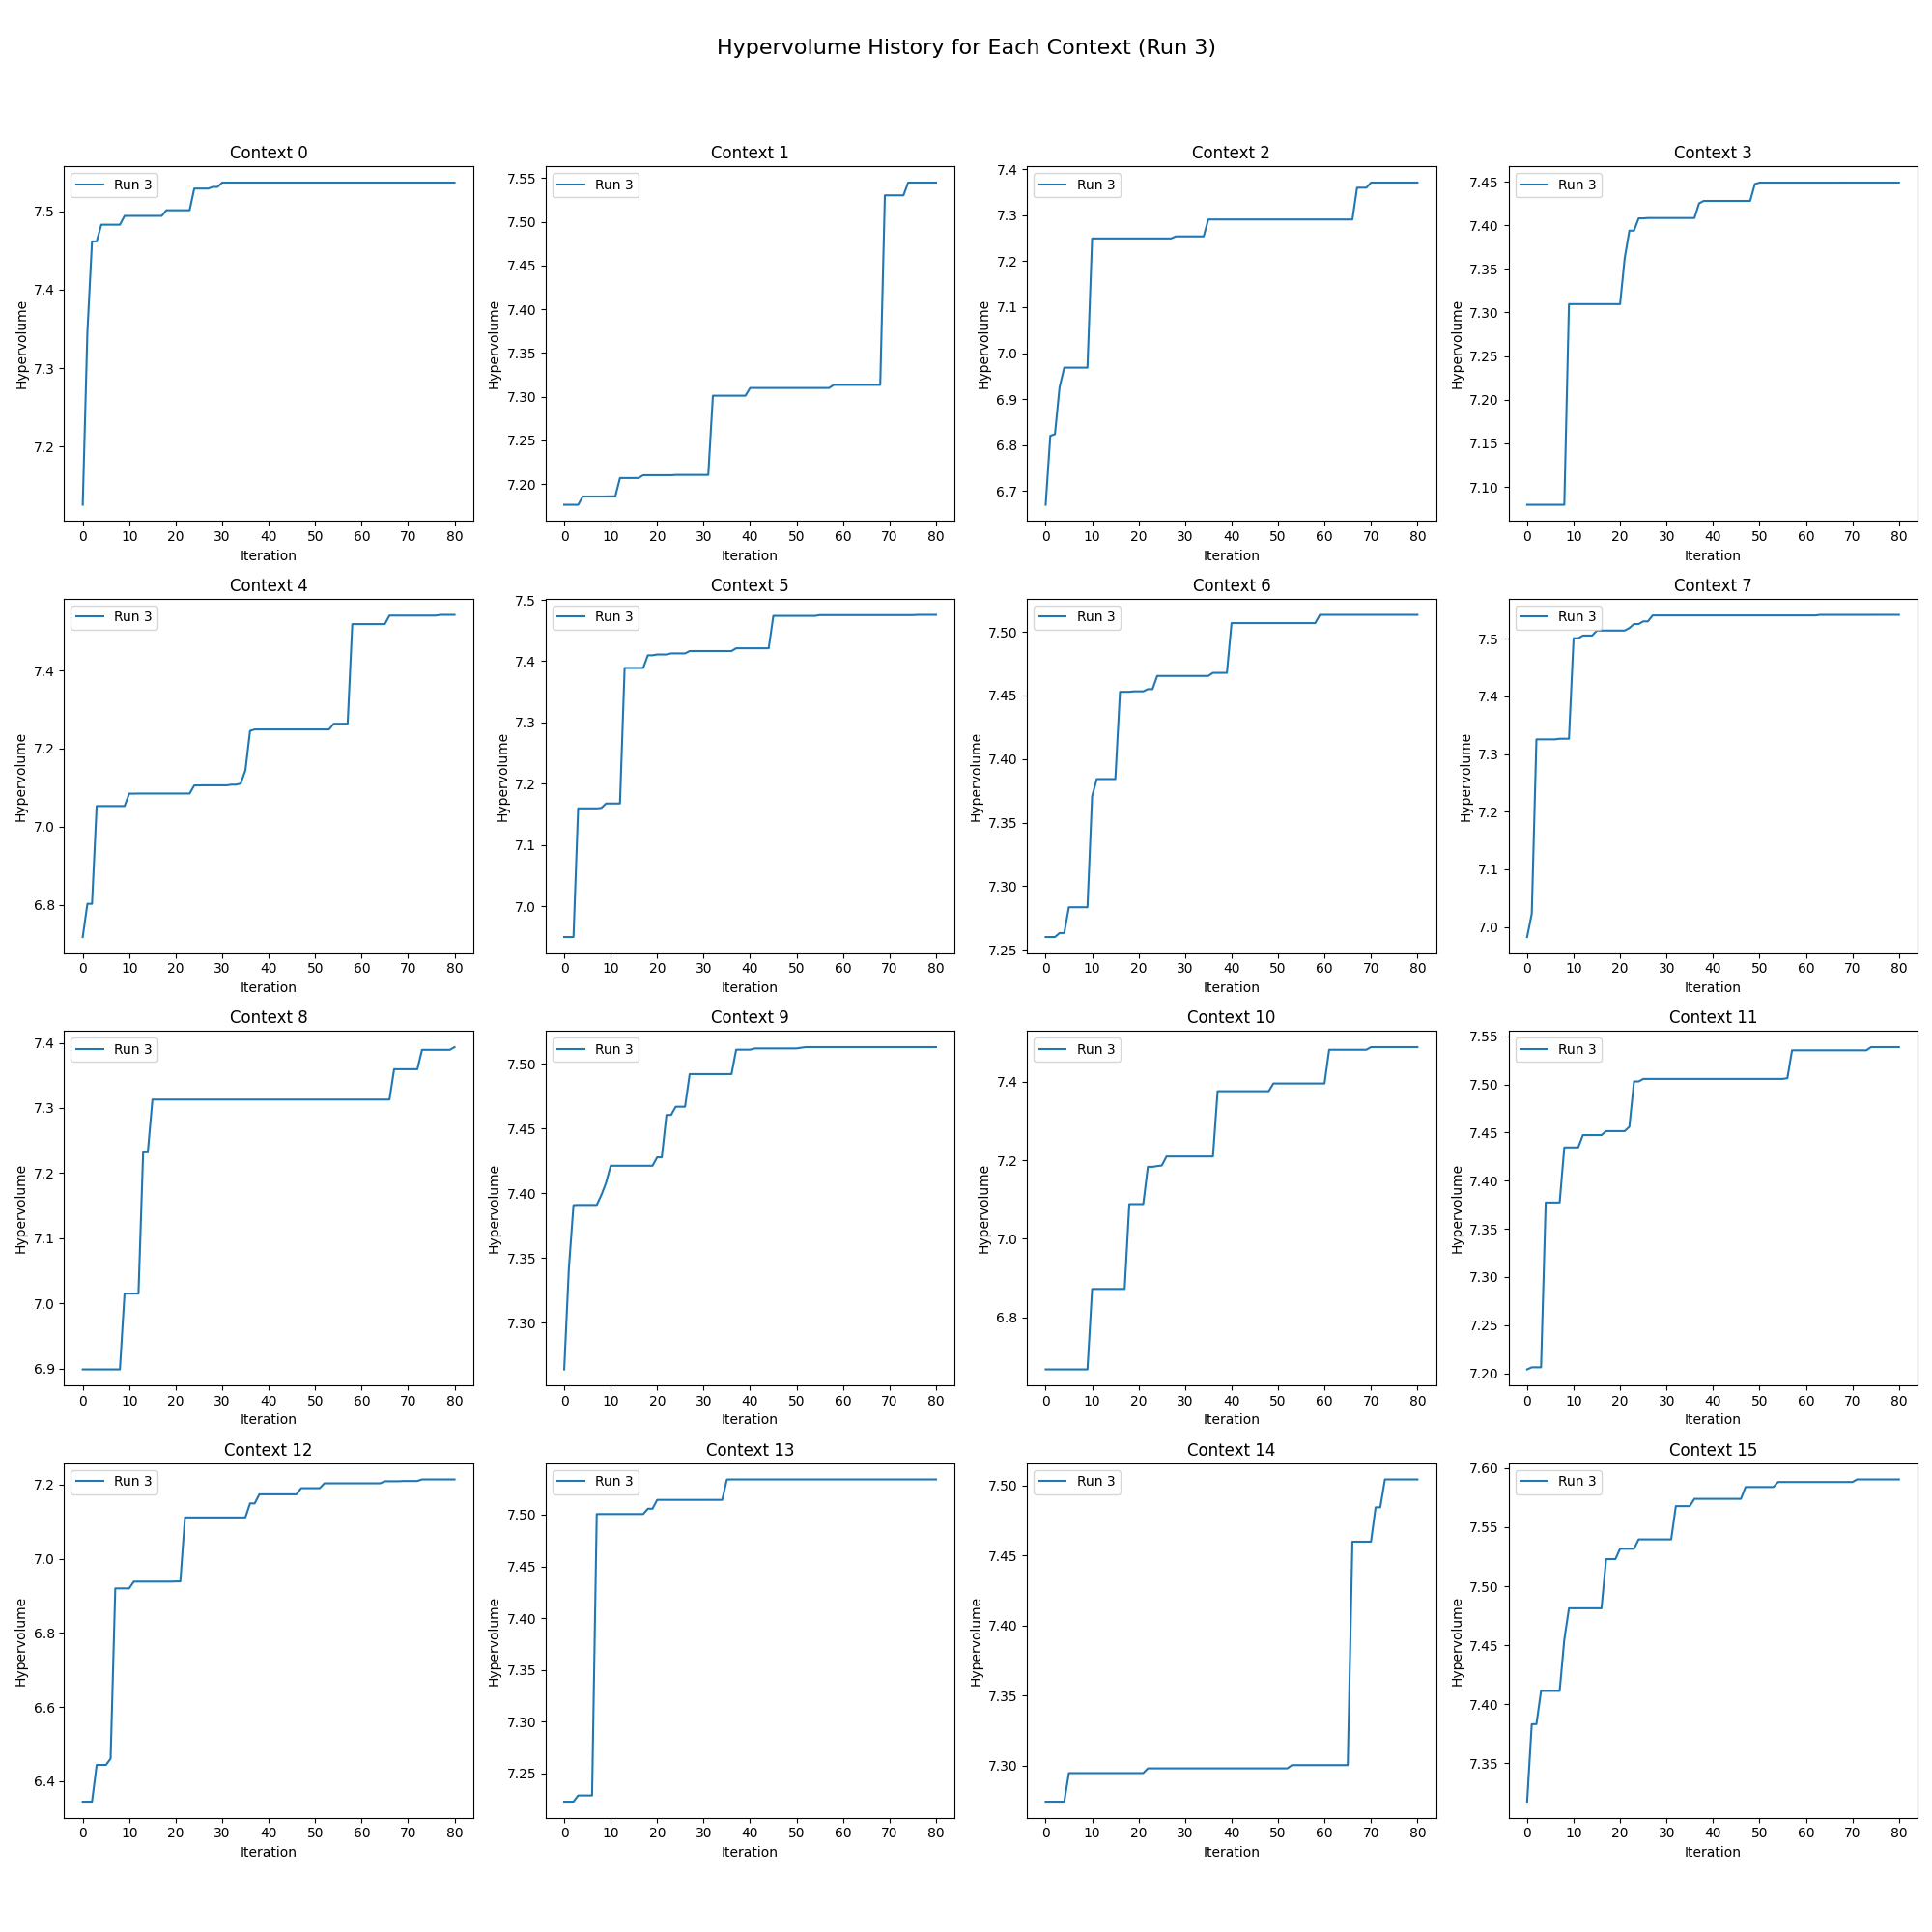 Hypervolume History for Each Context (Run 3)
Context 0
Run 3
Hypervolume
7.5
7.4
7.3
7.2
0 10 20 30 40 50 60 70 80
Iteration
Context 1
Run 3
Hypervolume
7.55
7.50
7.45
7.40
7.35
7.30
7.25
7.20
0 10 20 30 40 50 60 70 80
Iteration
Context 2
Run 3
Hypervolume
7.4
7.3
7.2
7.1
7.0
6.9
6.8
6.7
0 10 20 30 40 50 60 70 80
Iteration
Context 3
Run 3
Hypervolume
7.45
7.40
7.35
7.30
7.25
7.20
7.15
7.10
0 10 20 30 40 50 60 70 80
Iteration
Context 4
Run 3
Hypervolume
7.4
7.2
7.0
6.8
0 10 20 30 40 50 60 70 80
Iteration
Context 5
Run 3
Hypervolume
7.5
7.4
7.3
7.2
7.1
7.0
0 10 20 30 40 50 60 70 80
Iteration
Context 6
Run 3
Hypervolume
7.50
7.45
7.40
7.35
7.30
7.25
0 10 20 30 40 50 60 70 80
Iteration
Context 7
Run 3
Hypervolume
7.5
7.4
7.3
7.2
7.1
7.0
0 10 20 30 40 50 60 70 80
Iteration
Context 8
Run 3
Hypervolume
7.4
7.3
7.2
7.1
7.0
6.9
0 10 20 30 40 50 60 70 80
Iteration
Context 9
Run 3
Hypervolume
7.50
7.45
7.40
7.35
7.30
0 10 20 30 40 50 60 70 80
Iteration
Context 10
Run 3
Hypervolume
7.4
7.2
7.0
6.8
0 10 20 30 40 50 60 70 80
Iteration
Context 11
Run 3
Hypervolume
7.55
7.50
7.45
7.40
7.35
7.30
7.25
7.20
0 10 20 30 40 50 60 70 80
Iteration
Context 12
Run 3
Hypervolume
7.2
7.0
6.8
6.6
6.4
0 10 20 30 40 50 60 70 80
Iteration
Context 13
Run 3
Hypervolume
7.50
7.45
7.40
7.35
7.30
7.25
0 10 20 30 40 50 60 70 80
Iteration
Context 14
Run 3
Hypervolume
7.50
7.45
7.40
7.35
7.30
0 10 20 30 40 50 60 70 80
Iteration
Context 15
Run 3
Hypervolume
7.60
7.55
7.50
7.45
7.40
7.35
0 10 20 30 40 50 60 70 80
Iteration